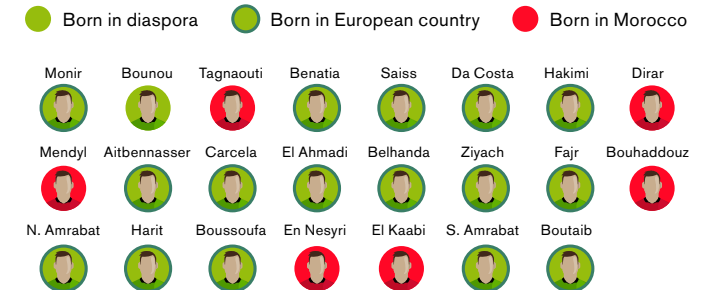 Born in diaspora Born in European country Born in Morocco
Monir Bounou Tagnaouti Benatia Saiss Da Costa Hakimi Dirar
Mendyl Aitbennasser Carcela El Ahmadi Belhanda Ziyach Fajr Bouhaddouz
N. Amrabat Harit Boussoufa En Nesyri El Kaabi S. Amrabat Boutaib